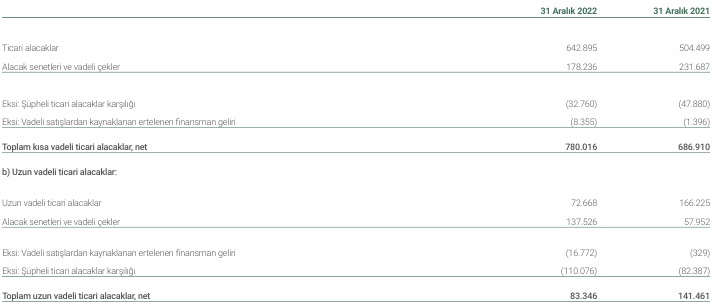 31 Aralık 2022 31 Aralık 2021
Ticari alacaklar 642.895 504.499
Alacak senetleri ve vadeli çekler 178.236 231.687
Eksi: Şüpheli ticari alacaklar karşılığı (32.760) (47.880)
Eksi: Vadeli satışlardan kaynaklanan ertelenen finansman geliri (8.355) (1.396)
Toplam kısa vadeli ticari alacaklar, net 780.016 686.910
b) Uzun vadeli ticari alacaklar:
Uzun vadeli ticari alacaklar 72.668 166.225
Alacak senetleri ve vadeli çekler 137.526 57.952
Eksi: Vadeli satışlardan kaynaklanan ertelenen finansman geliri (16.772) (329)
Eksi: Şüpheli ticari alacaklar karşılığı (110.076) (82.387)
Toplam uzun vadeli ticari alacaklar, net 83.346 141.461